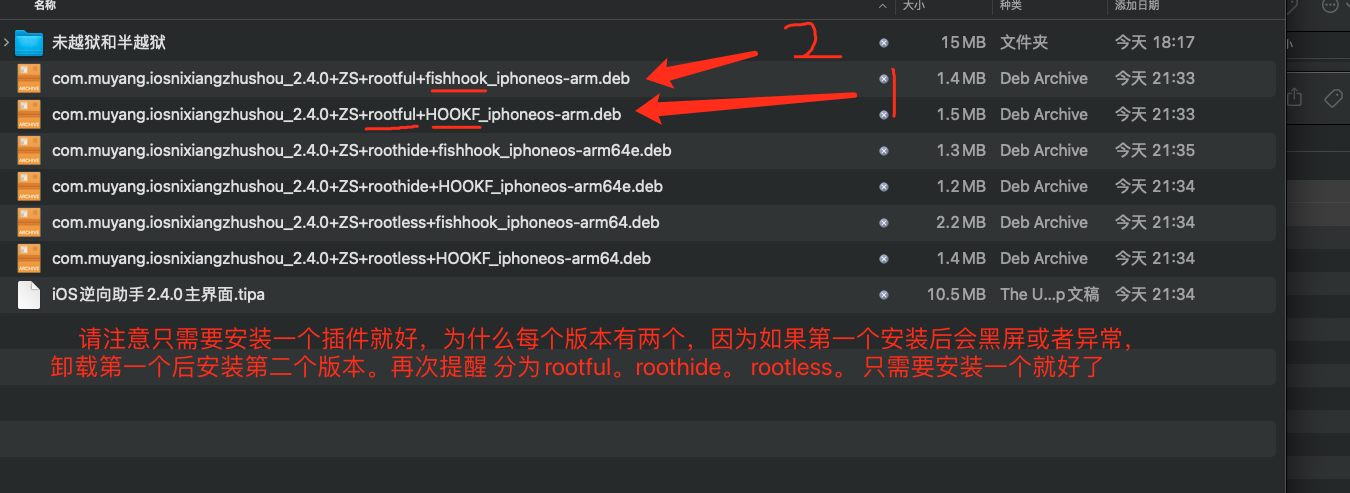 名称 大小 种类 添加日期
未越狱和半越狱 15 MB 文件夹 今天 18:17
2
com.muyang.iosnixiangzhushou_2.4.0+ZS+rootful+fishhook_iphoneos-arm.deb 1.4 MB Deb Archive 今天 21:33
1
com.muyang.iosnixiangzhushou_2.4.0+ZS+rootful+HOOKF_iphoneos-arm.deb 1.5 MB Deb Archive 今天 21:33
com.muyang.iosnixiangzhushou_2.4.0+ZS+roothide+fishhook_iphoneos-arm64e.deb 1.3 MB Deb Archive 今天 21:35
com.muyang.iosnixiangzhushou_2.4.0+ZS+roothide+HOOKF_iphoneos-arm64e.deb 1.2 MB Deb Archive 今天 21:34
com.muyang.iosnixiangzhushou_2.4.0+ZS+rootless+fishhook_iphoneos-arm64.deb 2.2 MB Deb Archive 今天 21:34
com.muyang.iosnixiangzhushou_2.4.0+ZS+rootless+HOOKF_iphoneos-arm64.deb 1.4 MB Deb Archive 今天 21:34
iOS逆向助手2.4.0主界面.tipa 10.5 MB The U...p文稿 今天 21:34
请注意只需要安装一个插件就好，为什么每个版本有两个，因为如果第一个安装后会黑屏或者异常，
卸载第一个后安装第二个版本。再次提醒 分为rootful。roothide。 rootless。 只需要安装一个就好了